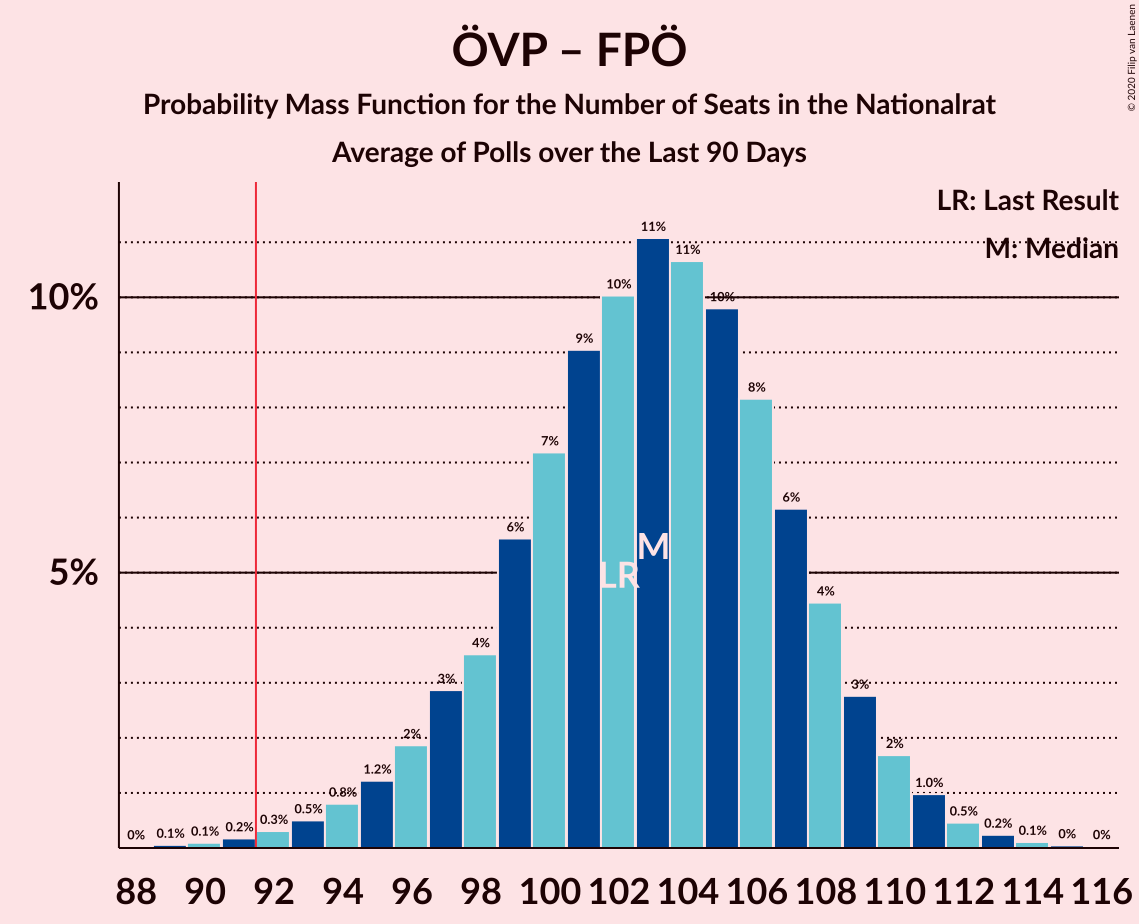 ÖVP – FPÖ
Probability Mass Function for the Number of Seats in the Nationalrat
Average of Polls over the Last 90 Days
© 2020 Filip van Laenen
LR: Last Result
M: Median
10%
5%
0% 0.1% 0.1% 0.2% 0.3% 0.5% 0.8% 1.2% 2% 3% 4% 6% 7% 9% 10% 11% 11% 10% 8% 6% 4% 3% 2% 1.0% 0.5% 0.2% 0.1% 0% 0%
M
LR
88 90 92 94 96 98 100 102 104 106 108 110 112 114 116